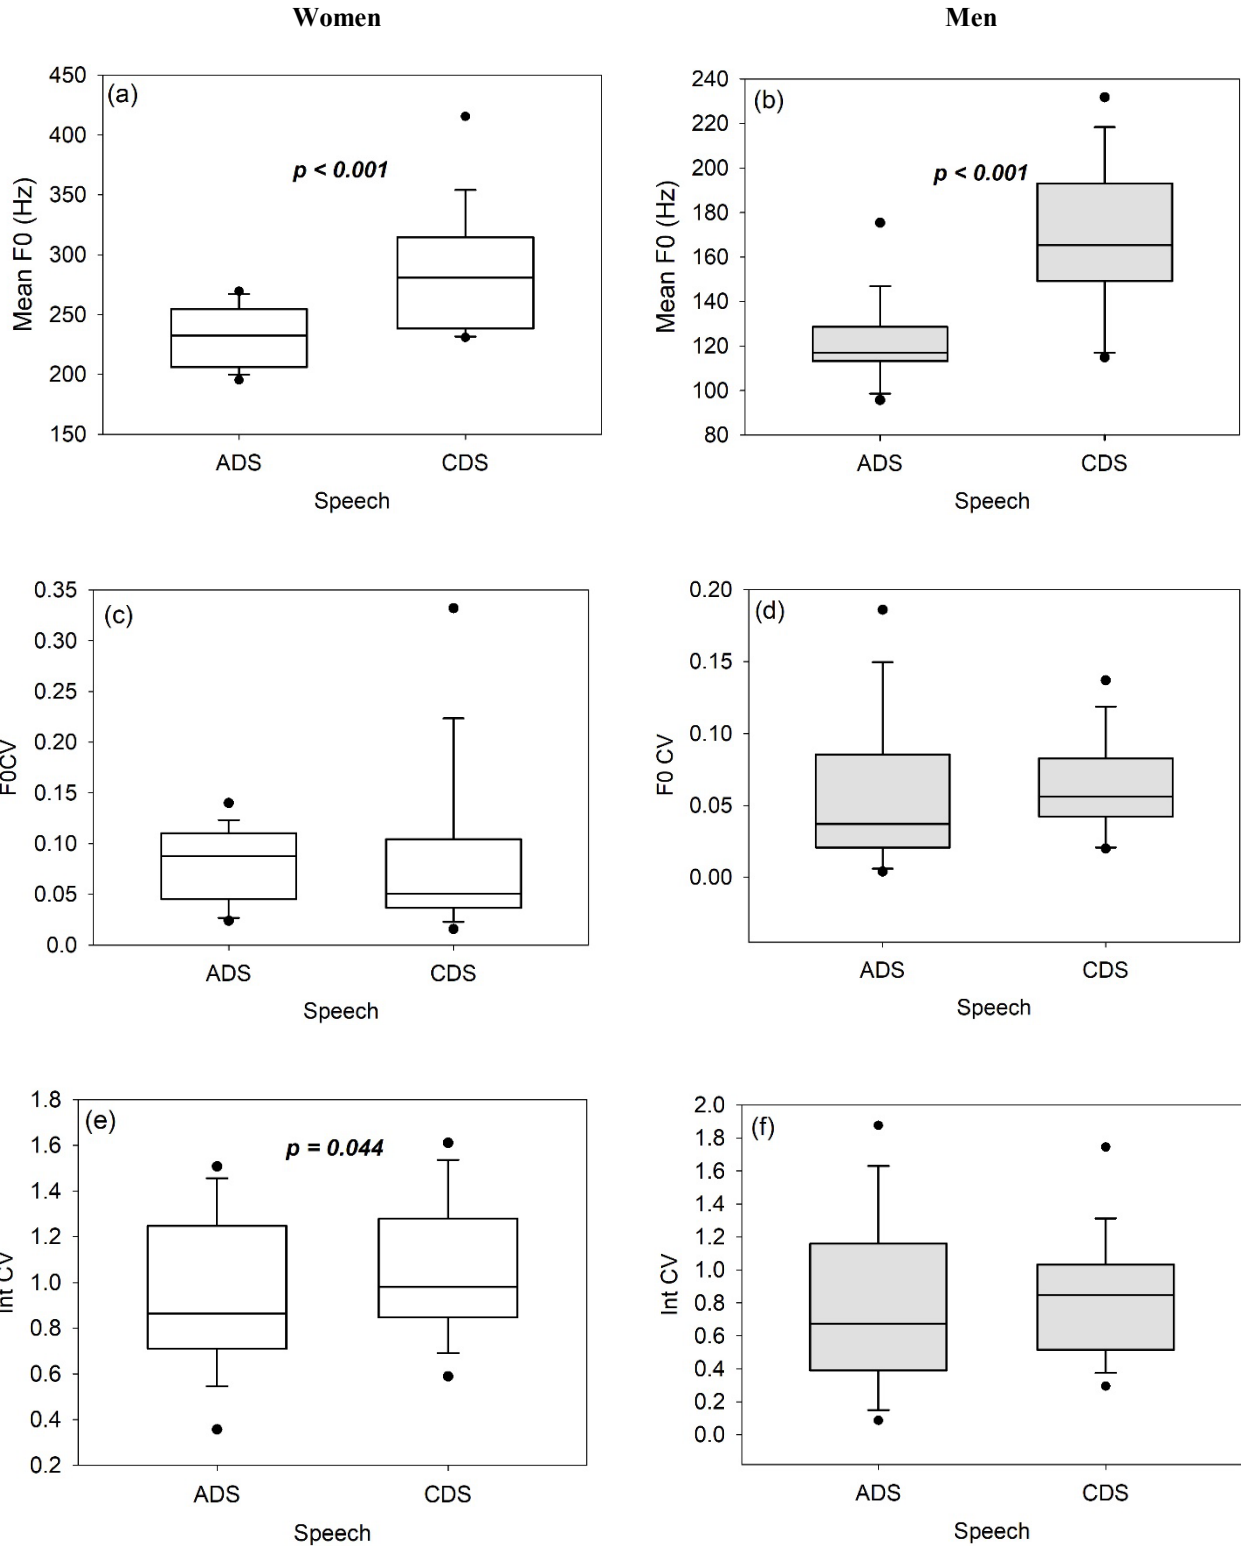 Women
Men
(a)
450
400
350
300
250
200
150
Mean F0 (Hz)
p < 0.001
ADS
CDS
Speech
(b)
240
220
200
180
160
140
120
100
80
Mean F0 (Hz)
p < 0.001
ADS
CDS
Speech
(c)
0.35
0.30
0.25
0.20
0.15
0.10
0.05
0.0
F0CV
ADS
CDS
Speech
(d)
0.20
0.15
0.10
0.05
0.00
F0 CV
ADS
CDS
Speech
(e)
1.8
1.6
1.4
1.2
1.0
0.8
0.6
0.4
0.2
Int CV
p = 0.044
ADS
CDS
Speech
(f)
2.0
1.8
1.6
1.4
1.2
1.0
0.8
0.6
0.4
0.2
0.0
Int CV
ADS
CDS
Speech